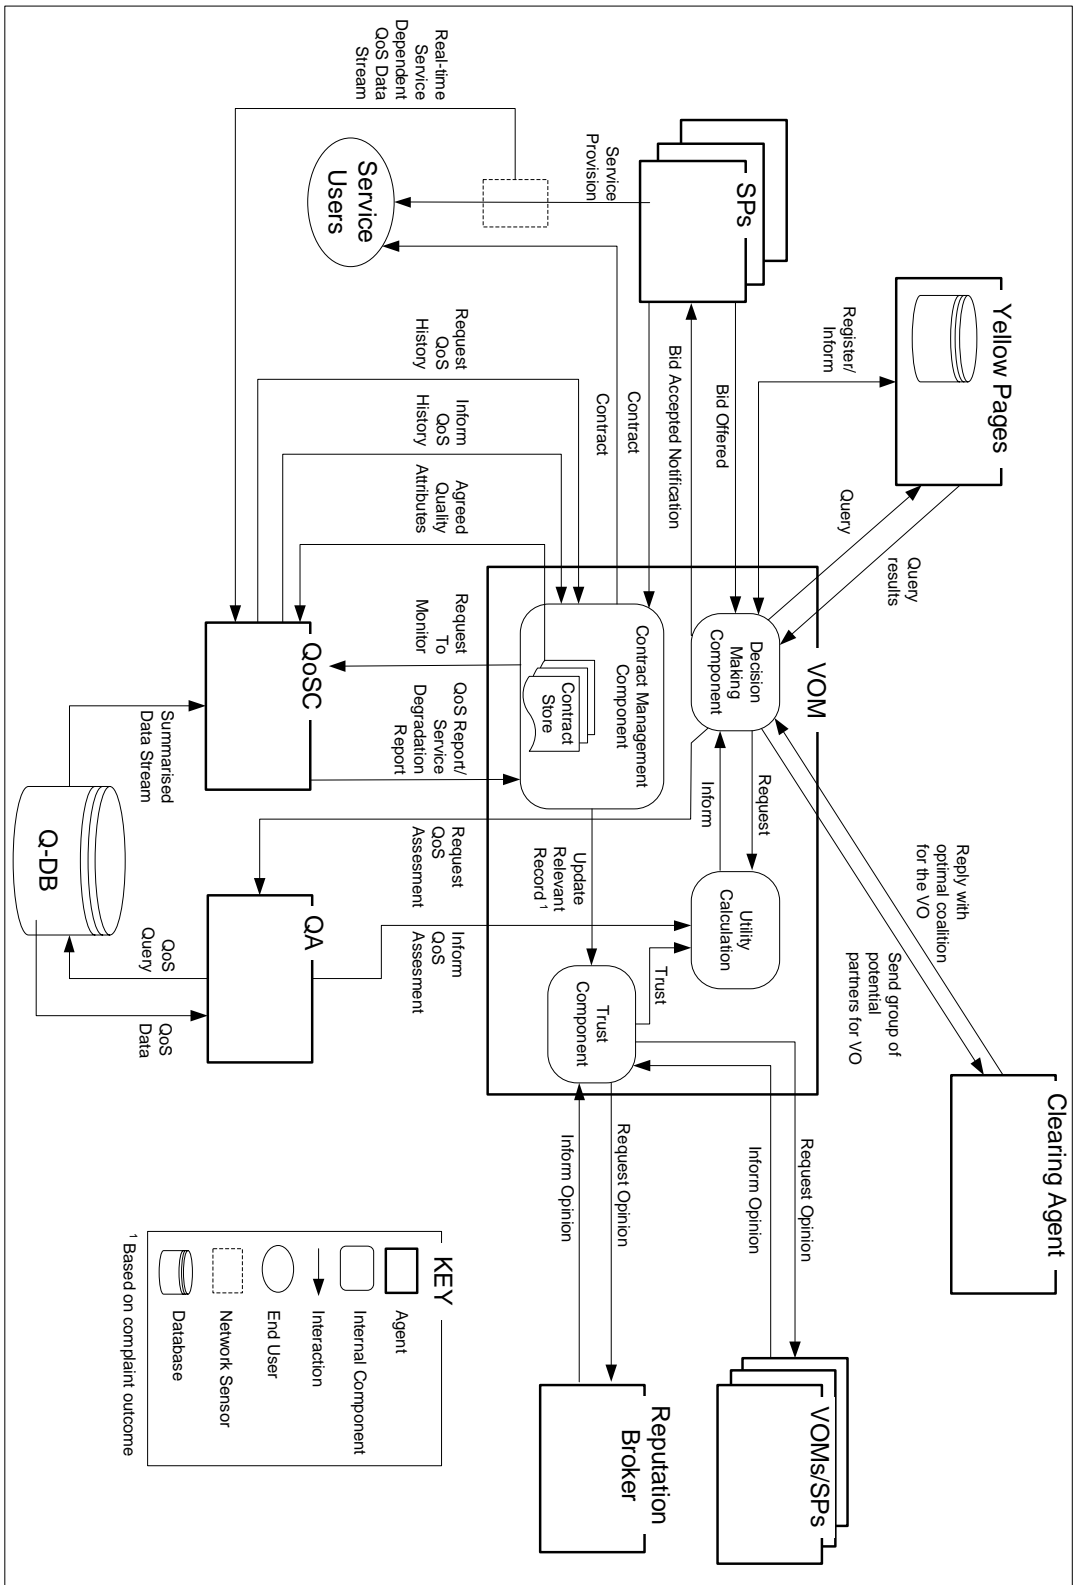 Yellow Pages
Clearing Agent
Register/
Inform
Query
Query
results
Reply with
optimal coalition
for the VO
Send group of
potential
partners for VO
SPs
Bid Offered
Bid Accepted Notification
Contract
Contract
Service
Provision
Real-time
Service
Dependent
QoS Data
Stream
Service
Users
VOM
Decision
Making
Component
Request
Inform
Utility
Calculation
Contract Management
Component
Contract
Store
Update
Relevant
Record ¹
Trust
Trust
Component
Request Opinion
Inform Opinion
VOMs/SPs
Request Opinion
Inform Opinion
Reputation
Broker
Request
QoS
History
Inform
QoS
History
Agreed
Quality
Attributes
Request
To
Monitor
QoS Report/
Service
Degradation
Report
Request
QoS
Assesment
Inform
QoS
Assesment
QoSC
QA
Summarised
Data Stream
Q-DB
QoS
Query
QoS
Data
KEY
Agent
Internal Component
Interaction
End User
Network Sensor
Database
¹ Based on complaint outcome